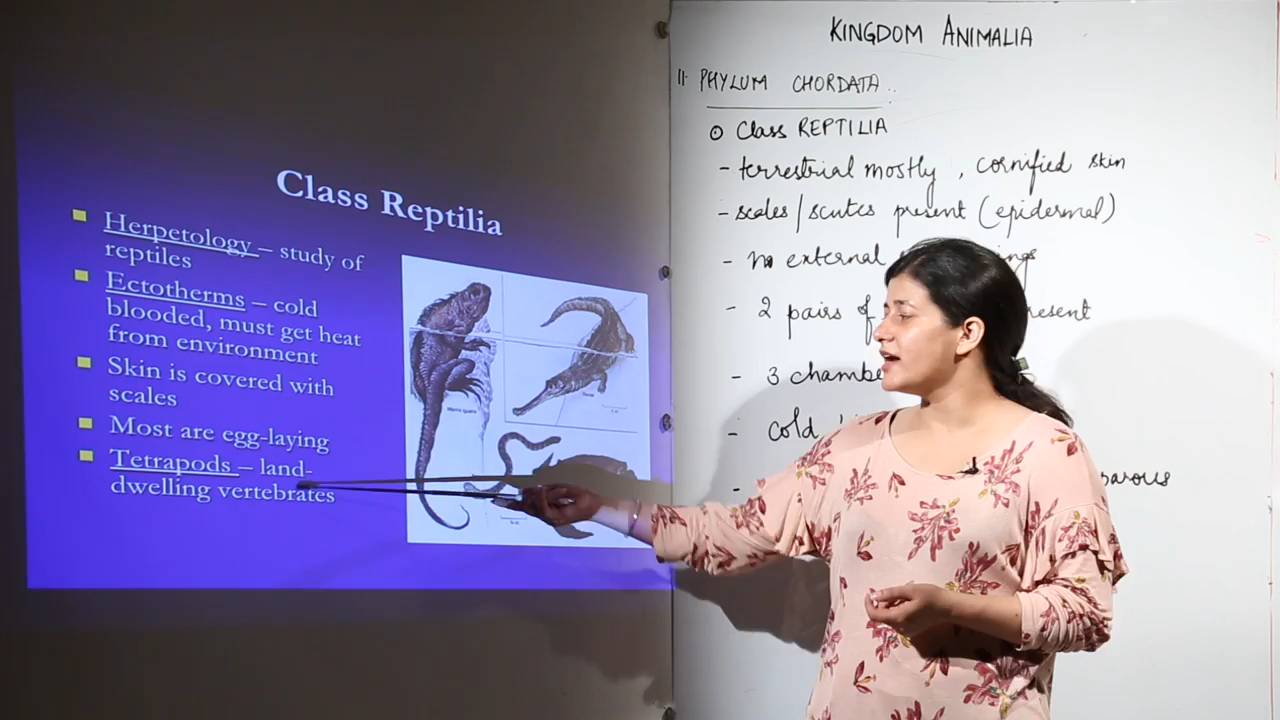 Class Reptilia
Herpetology – study of
reptiles
Ectotherms – cold
blooded, must get heat
from environment
Skin is covered with
scales
Most are egg-laying
Tetrapods – land-
dwelling vertebrates
KINGDOM ANIMALIA
II. PHYLUM CHORDATA :
Class REPTILIA
- terrestrial mostly, cornified skin
- scales/scutes present (epidermal)
- no external
- 2 pairs of
-
- cold
-